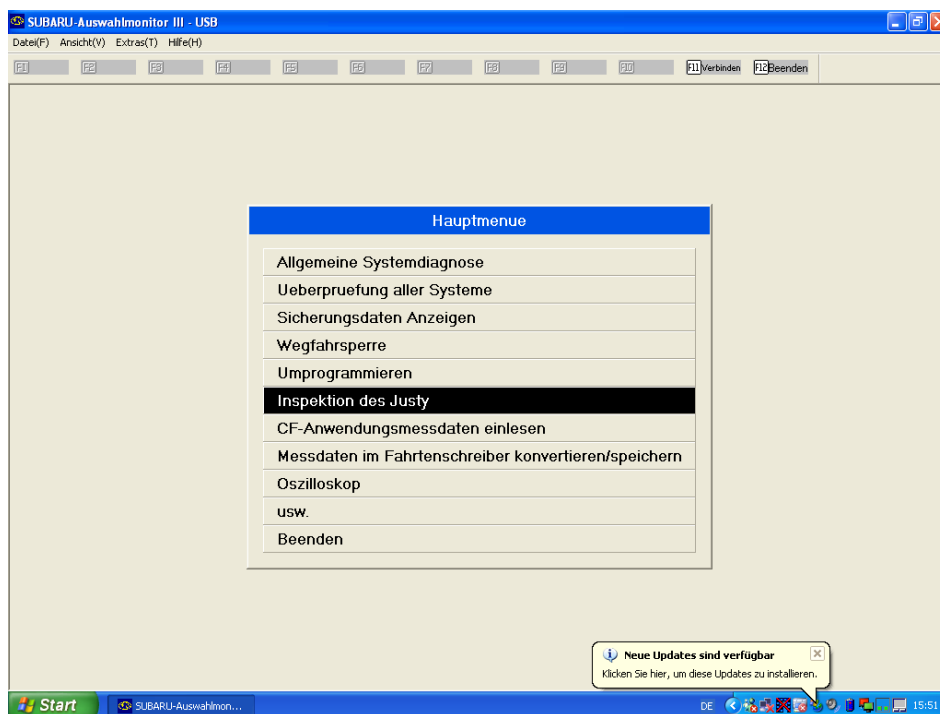 SUBARU-Auswahlmonitor III - USB
Datei(F) Ansicht(V) Extras(T) Hilfe(H)
F1 F2 F3 F4 F5 F6 F7 F8 F9 F10 F11 Verbinden F12 Beenden
Hauptmenue
Allgemeine Systemdiagnose
Ueberpruefung aller Systeme
Sicherungsdaten Anzeigen
Wegfahrsperre
Umprogrammieren
Inspektion des Justy
CF-Anwendungsmessdaten einlesen
Messdaten im Fahrtenschreiber konvertieren/speichern
Oszilloskop
usw.
Beenden
Neue Updates sind verfügbar
Klicken Sie hier, um diese Updates zu installieren.
Start SUBARU-Auswahlmon... DE 15:51